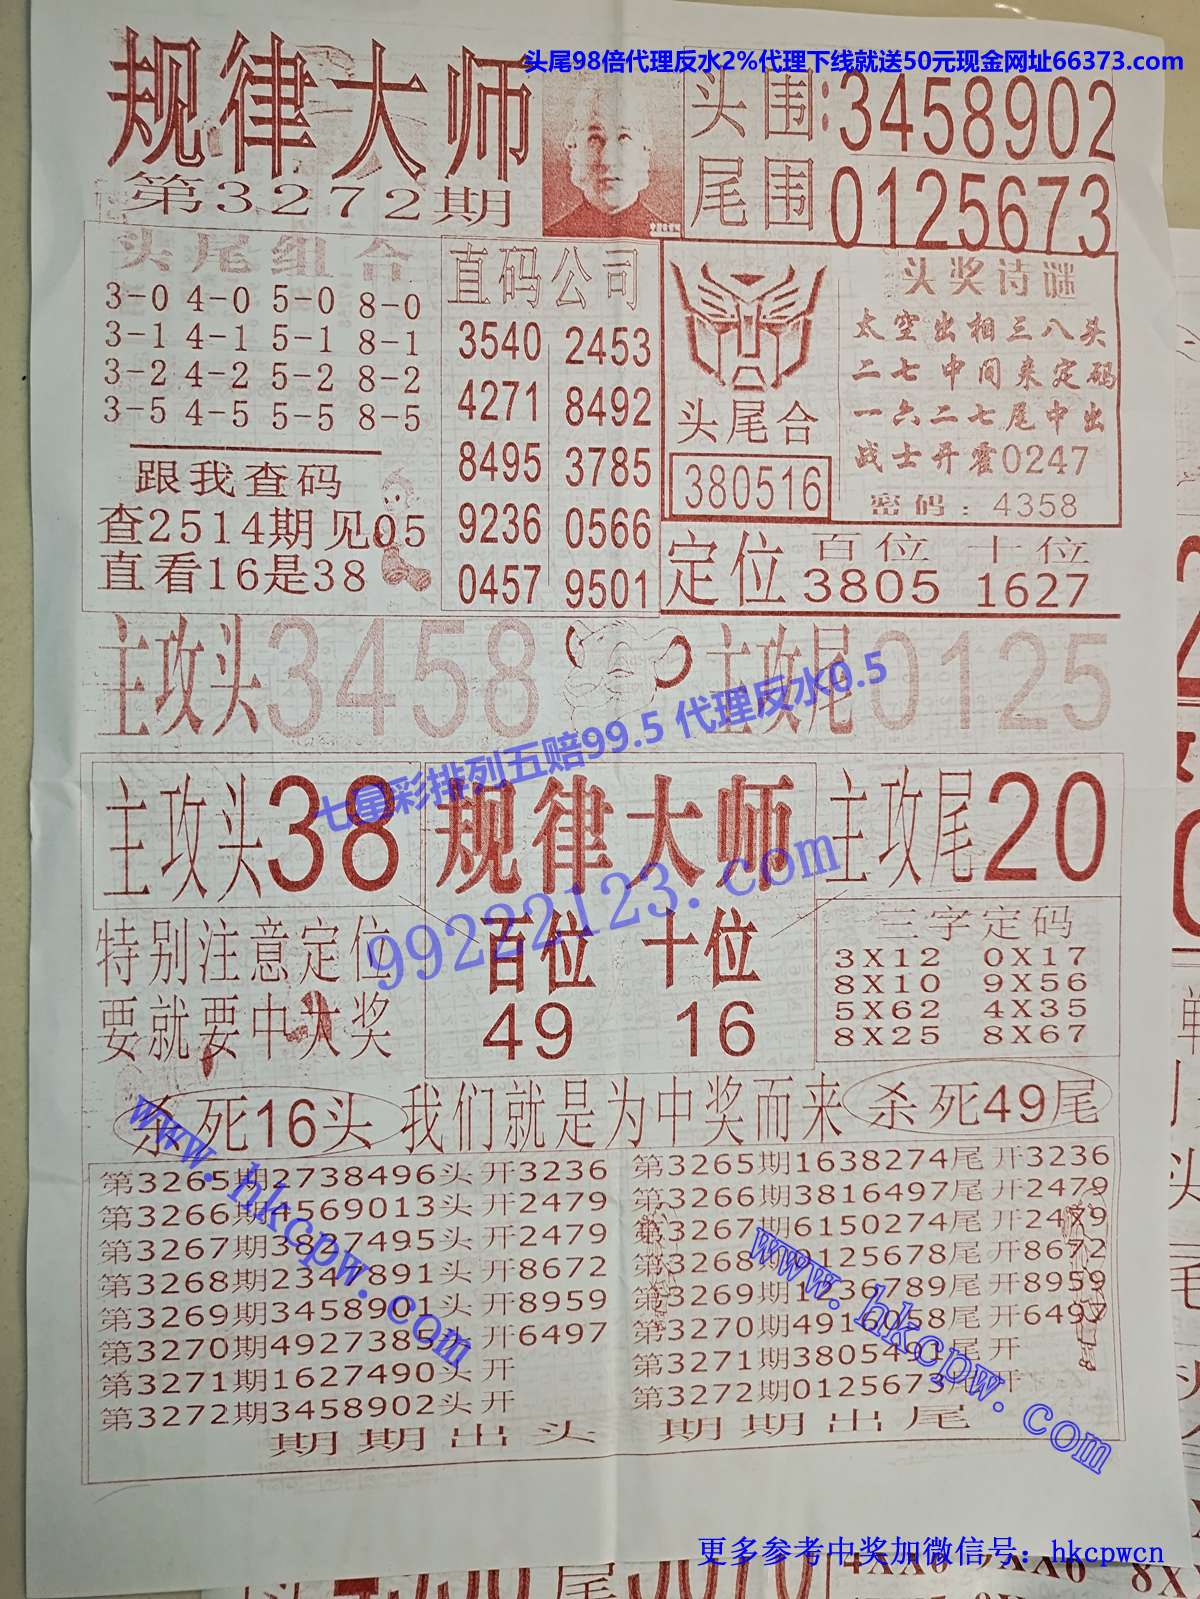 头尾98倍代理反水2%代理下线就送50元现金网址66373.com
规律大师
第3272期
头围:3458902
尾围 0125673
头尾组合
3-0 4-0 5-0 8-0
3-1 4-1 5-1 8-1
3-2 4-2 5-2 8-2
3-5 4-5 5-5 8-5
跟我查码
查2514期见05
直看16是38
直码公司
3540 2453
4271 8492
8495 3785
9236 0566
0457 9501
头尾合
380516
头奖诗谜
太空出相三八头
二七中间来定码
一六二七尾中出
战士开霍0247
密码：4358
定位 百位 十位
3805 1627
主攻头3458 主攻尾0125
七星彩排列五赔99.5 代理反水0.5
主攻头38
规律大师
主攻尾20
99222123.com
特别注意定位
要就要中大奖
百位 十位
49 16
三字定码
3X12 0X17
8X10 9X56
5X62 4X35
8X25 8X67
杀死16头 我们就是为中奖而来 杀死49尾
www.hkcpw.com
第3265期2738496头开3236
第3266期4569013头开2479
第3267期3827495头开2479
第3268期2347891头开8672
第3269期3458901头开8959
第3270期4927385头开6497
第3271期1627490头开
第3272期3458902头开
期期出头
第3265期1638274尾开3236
第3266期3816497尾开2479
第3267期6150274尾开2479
第3268期0125678尾开8672
第3269期1236789尾开8959
第3270期4916058尾开6497
第3271期3805491尾开
第3272期0125673尾开
期期出尾
www.hkcpw.com
更多参考中奖加微信号：hkcpwcn